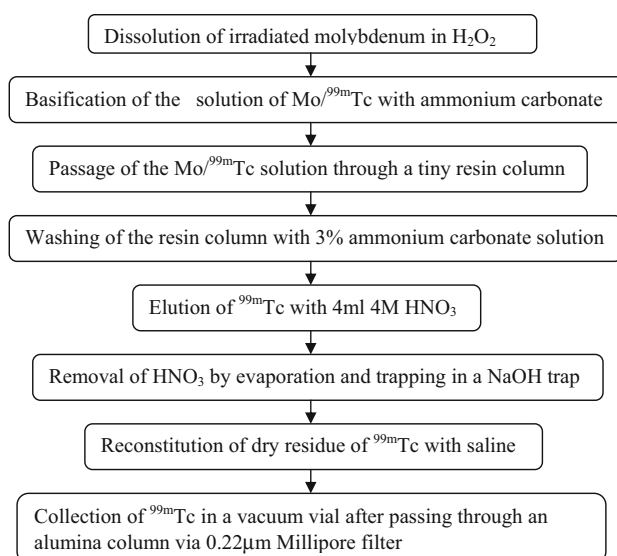 Dissolution of irradiated molybdenum in H₂O₂
Basification of the solution of Mo/⁹⁹ᵐTc with ammonium carbonate
Passage of the Mo/⁹⁹ᵐTc solution through a tiny resin column
Washing of the resin column with 3% ammonium carbonate solution
Elution of ⁹⁹ᵐTc with 4ml 4M HNO₃
Removal of HNO₃ by evaporation and trapping in a NaOH trap
Reconstitution of dry residue of ⁹⁹ᵐTc with saline
Collection of ⁹⁹ᵐTc in a vacuum vial after passing through an
alumina column via 0.22μm Millipore filter